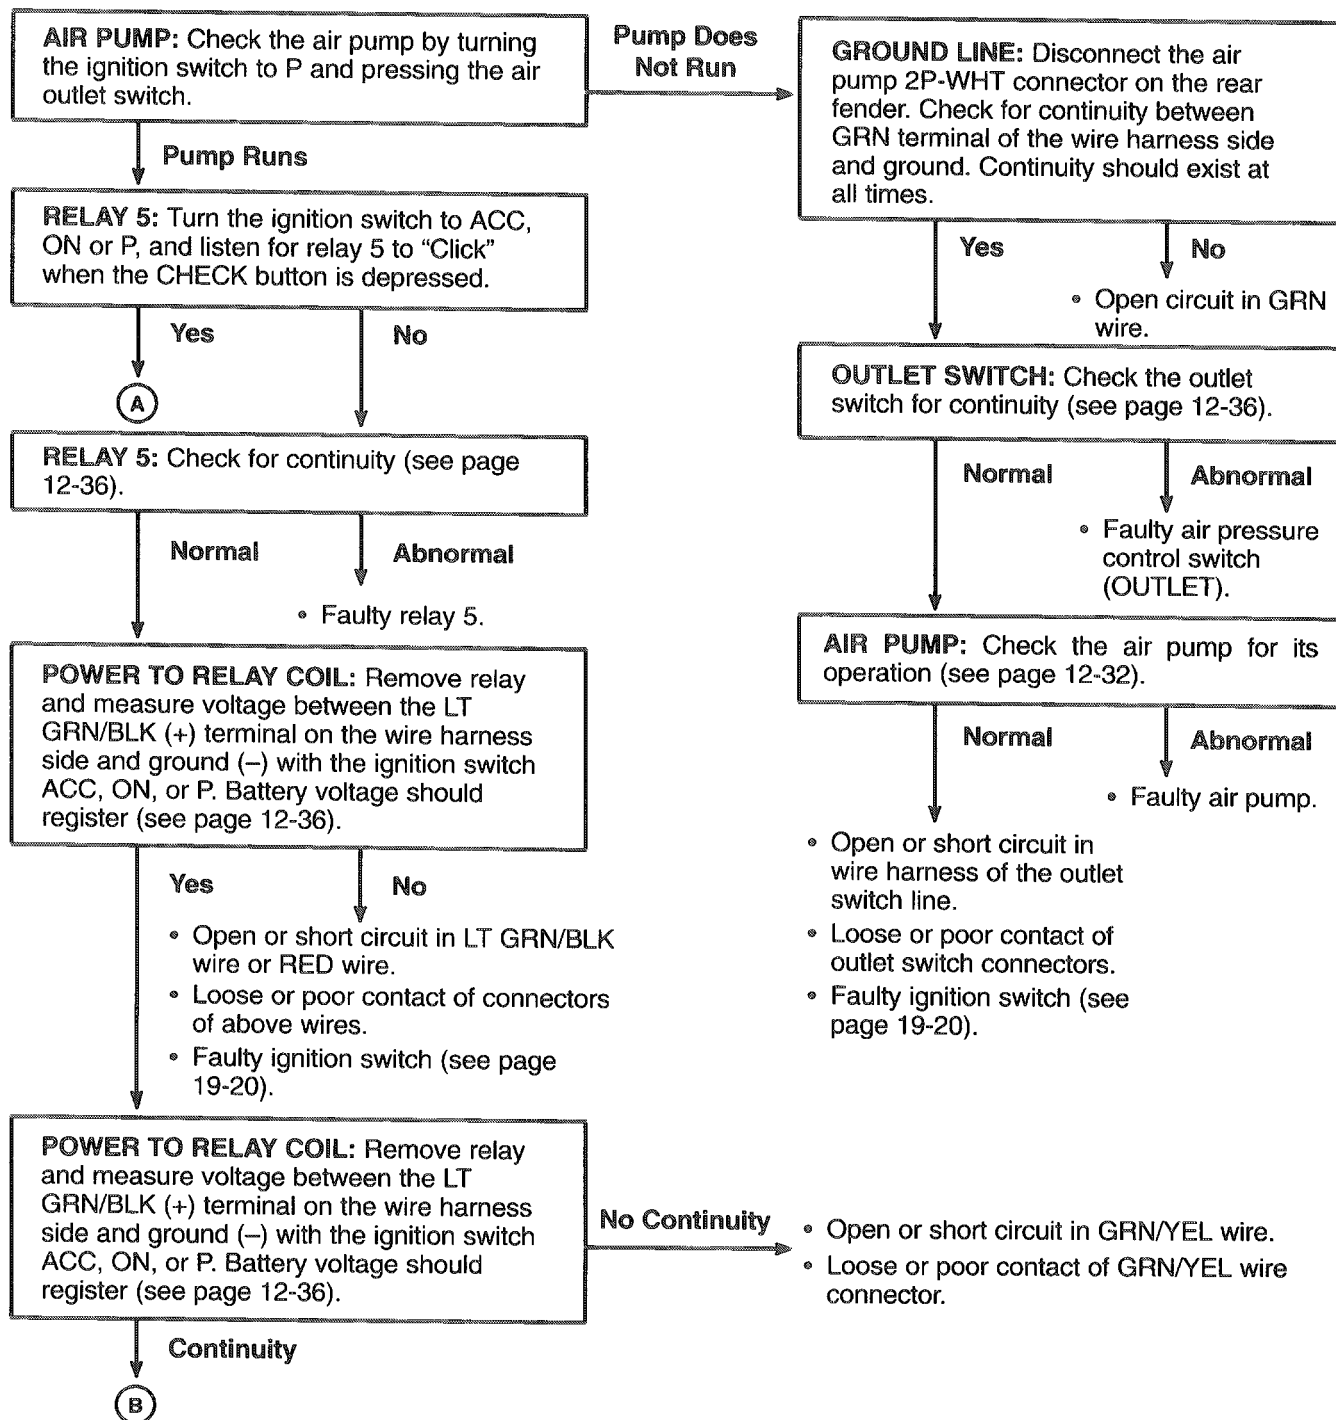 AIR PUMP: Check the air pump by turning
the ignition switch to P and pressing the air
outlet switch.
Pump Does
Not Run
GROUND LINE: Disconnect the air
pump 2P-WHT connector on the rear
fender. Check for continuity between
GRN terminal of the wire harness side
and ground. Continuity should exist at
all times.
Pump Runs
RELAY 5: Turn the ignition switch to ACC,
ON or P, and listen for relay 5 to “Click”
when the CHECK button is depressed.
Yes
No
• Open circuit in GRN
wire.
Yes
No
A
OUTLET SWITCH: Check the outlet
switch for continuity (see page 12-36).
RELAY 5: Check for continuity (see page
12-36).
Normal
Abnormal
• Faulty air pressure
control switch
(OUTLET).
Normal
Abnormal
• Faulty relay 5.
AIR PUMP: Check the air pump for its
operation (see page 12-32).
POWER TO RELAY COIL: Remove relay
and measure voltage between the LT
GRN/BLK (+) terminal on the wire harness
side and ground (–) with the ignition switch
ACC, ON, or P. Battery voltage should
register (see page 12-36).
Normal
Abnormal
• Faulty air pump.
• Open or short circuit in
wire harness of the outlet
switch line.
• Loose or poor contact of
outlet switch connectors.
• Faulty ignition switch (see
page 19-20).
Yes
No
• Open or short circuit in LT GRN/BLK
wire or RED wire.
• Loose or poor contact of connectors
of above wires.
• Faulty ignition switch (see page
19-20).
POWER TO RELAY COIL: Remove relay
and measure voltage between the LT
GRN/BLK (+) terminal on the wire harness
side and ground (–) with the ignition switch
ACC, ON, or P. Battery voltage should
register (see page 12-36).
No Continuity
• Open or short circuit in GRN/YEL wire.
• Loose or poor contact of GRN/YEL wire
connector.
Continuity
B